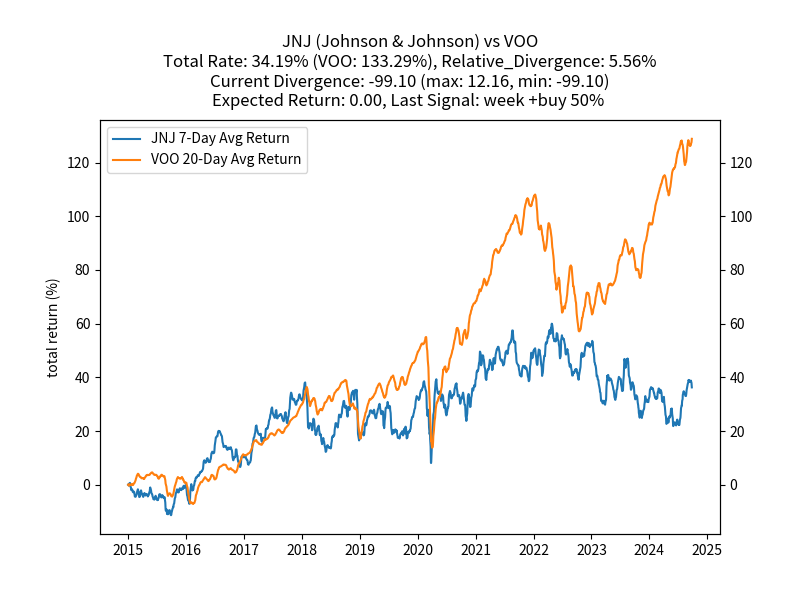 JNJ (Johnson & Johnson) vs VOO
Total Rate: 34.19% (VOO: 133.29%), Relative_Divergence: 5.56%
Current Divergence: -99.10 (max: 12.16, min: -99.10)
Expected Return: 0.00, Last Signal: week +buy 50%
JNJ 7-Day Avg Return
VOO 20-Day Avg Return
total return (%)
120
100
80
60
40
20
0
120
100
80
60
40
20
0
2015 2016 2017 2018 2019 2020 2021 2022 2023 2024 2025